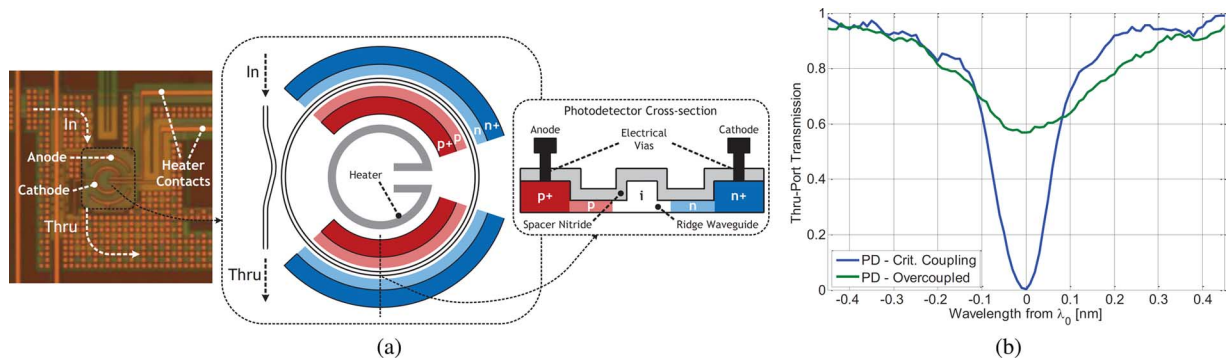 In
Anode
Cathode
Heater
Contacts
Thru
In
Heater
p+
p
n
n+
Thru
Photodetector Cross-section
Anode
Electrical
Vias
Cathode
p+
p
i
n
n+
Spacer Nitride
Ridge Waveguide
(a)
Thru-Port Transmission
1
0.8
0.6
0.4
0.2
0
PD - Crit. Coupling
PD - Overcoupled
-0.4
-0.3
-0.2
-0.1
0
0.1
0.2
0.3
0.4
Wavelength from λ0 [nm]
(b)